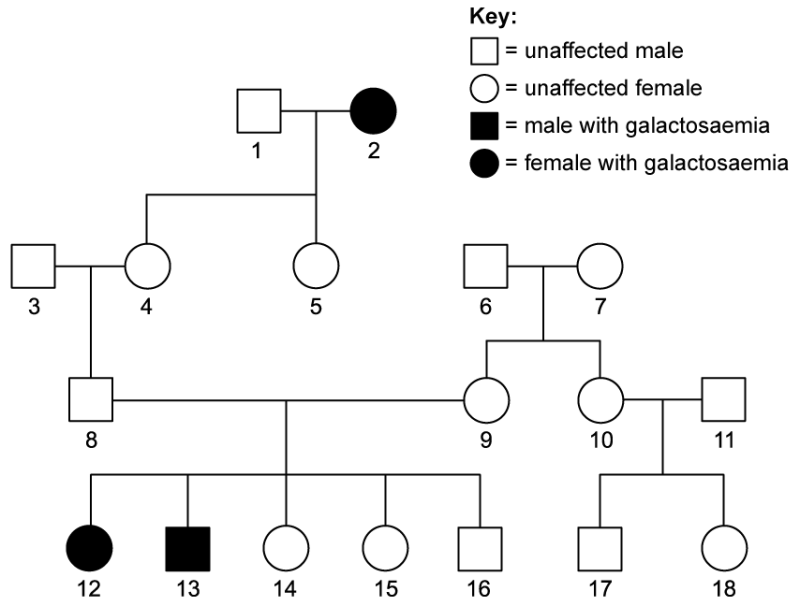 Key:
= unaffected male
= unaffected female
= male with galactosaemia
= female with galactosaemia
1 2
3 4 5 6 7
8 9 10 11
12 13 14 15 16 17 18